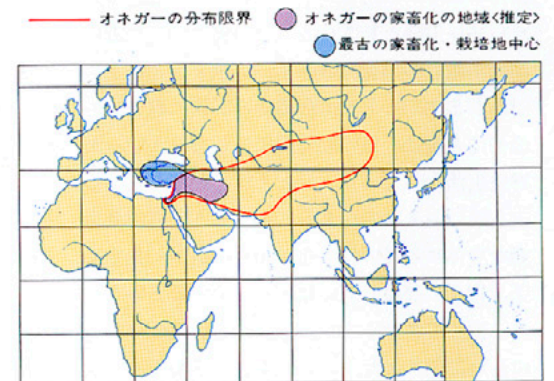 オネガーの分布限界 オネガーの家畜化の地域<推定>
最古の家畜化・栽培地中心